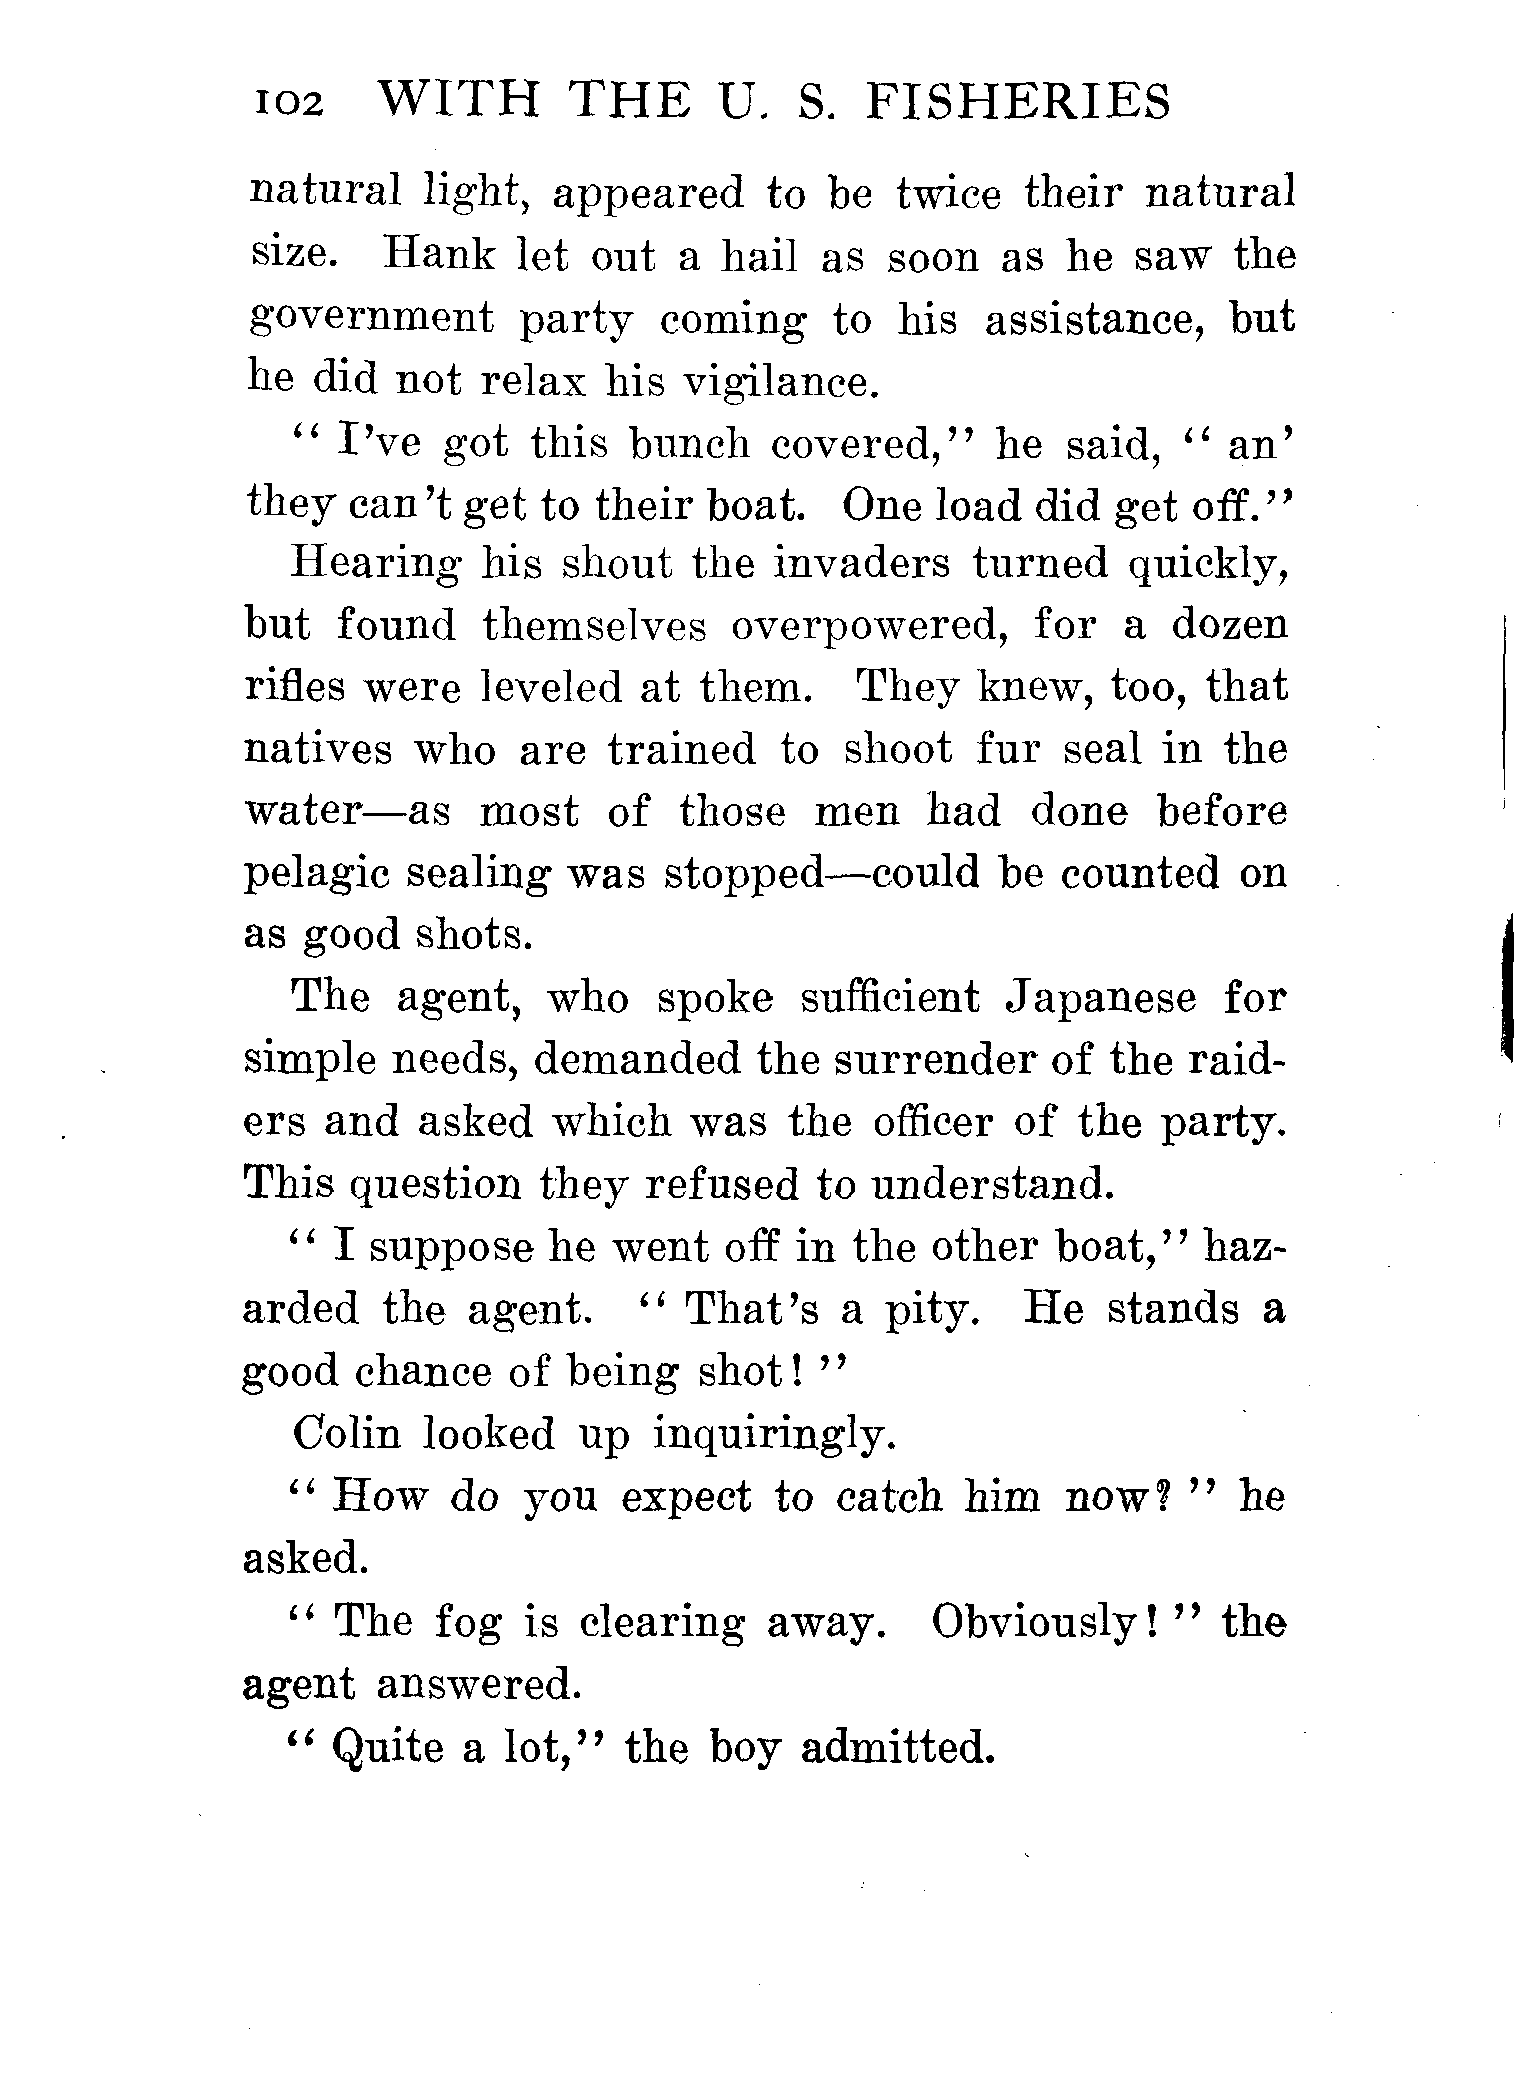 102 WITH THE U. S. FISHERIES
natural light, appeared to be twice their natural
size. Hank let out a hail as soon as he saw the
government party coming to his assistance, but
he did not relax his vigilance.
“ I’ve got this bunch covered,” he said, “ an’
they can’t get to their boat. One load did get off.”
Hearing his shout the invaders turned quickly,
but found themselves overpowered, for a dozen
rifles were leveled at them. They knew, too, that
natives who are trained to shoot fur seal in the
water—as most of those men had done before
pelagic sealing was stopped—could be counted on
as good shots.
The agent, who spoke sufficient Japanese for
simple needs, demanded the surrender of the raid-
ers and asked which was the officer of the party.
This question they refused to understand.
“ I suppose he went off in the other boat,” haz-
arded the agent. “ That’s a pity. He stands a
good chance of being shot! ”
Colin looked up inquiringly.
“ How do you expect to catch him now? ” he
asked.
“ The fog is clearing away. Obviously! ” the
agent answered.
“ Quite a lot,” the boy admitted.